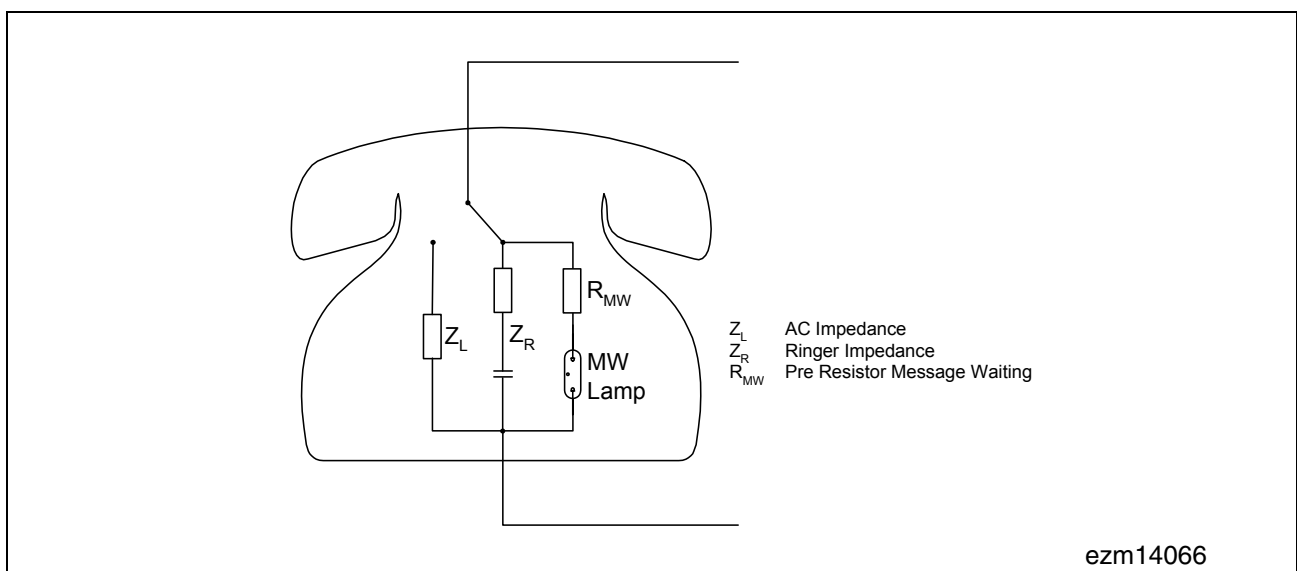 Z_L
Z_R
R_MW
MW
Lamp
Z_L AC Impedance
Z_R Ringer Impedance
R_MW Pre Resistor Message Waiting
ezm14066